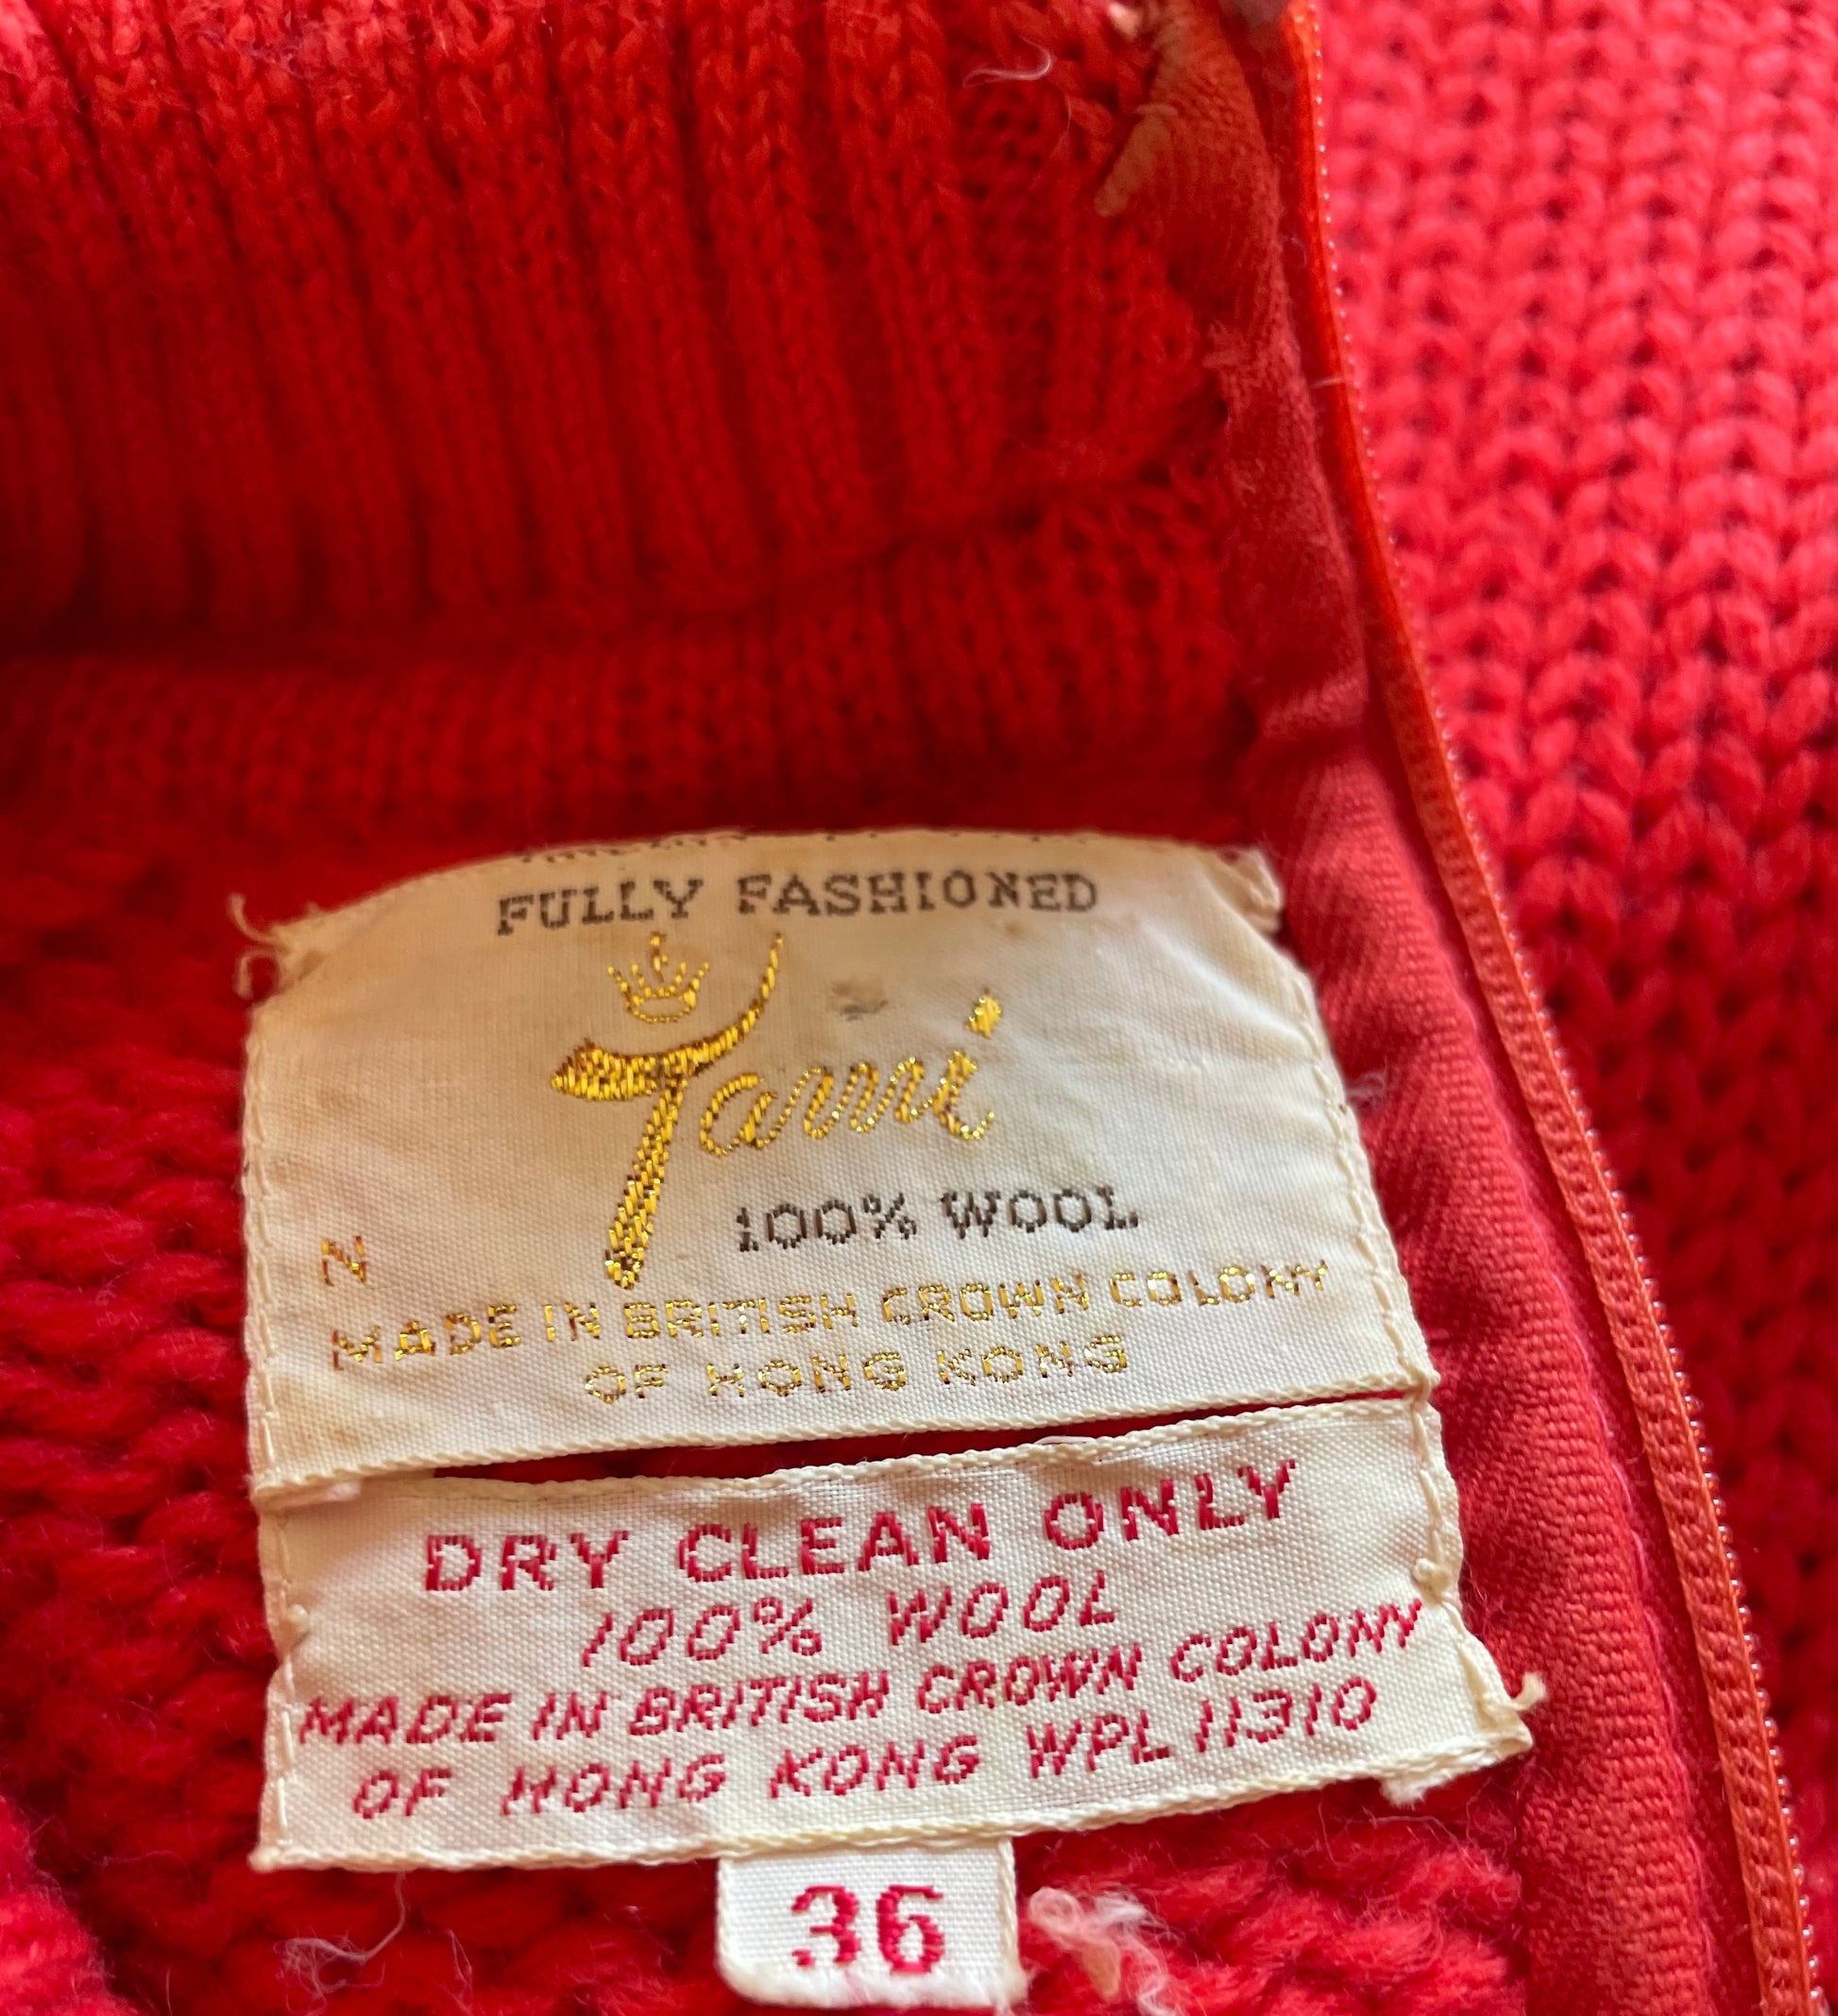 FULLY FASHIONED
Tami
100% WOOL
N
MADE IN BRITISH CROWN COLONY
OF HONG KONG
DRY CLEAN ONLY
100% WOOL
MADE IN BRITISH CROWN COLONY
OF HONG KONG WPL 11310
36